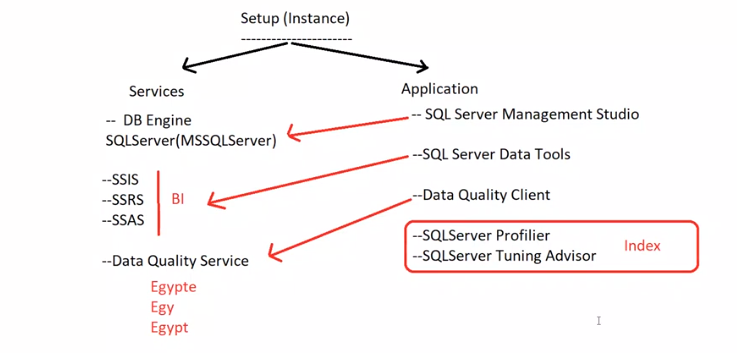 Setup (Instance)
---------------------
Services
-- DB Engine
SQLServer(MSSQLServer)
--SSIS
--SSRS
--SSAS
BI
--Data Quality Service
Egypte
Egy
Egypt
Application
-- SQL Server Management Studio
--SQL Server Data Tools
--Data Quality Client
--SQLServer Profilier
--SQLServer Tuning Advisor
Index